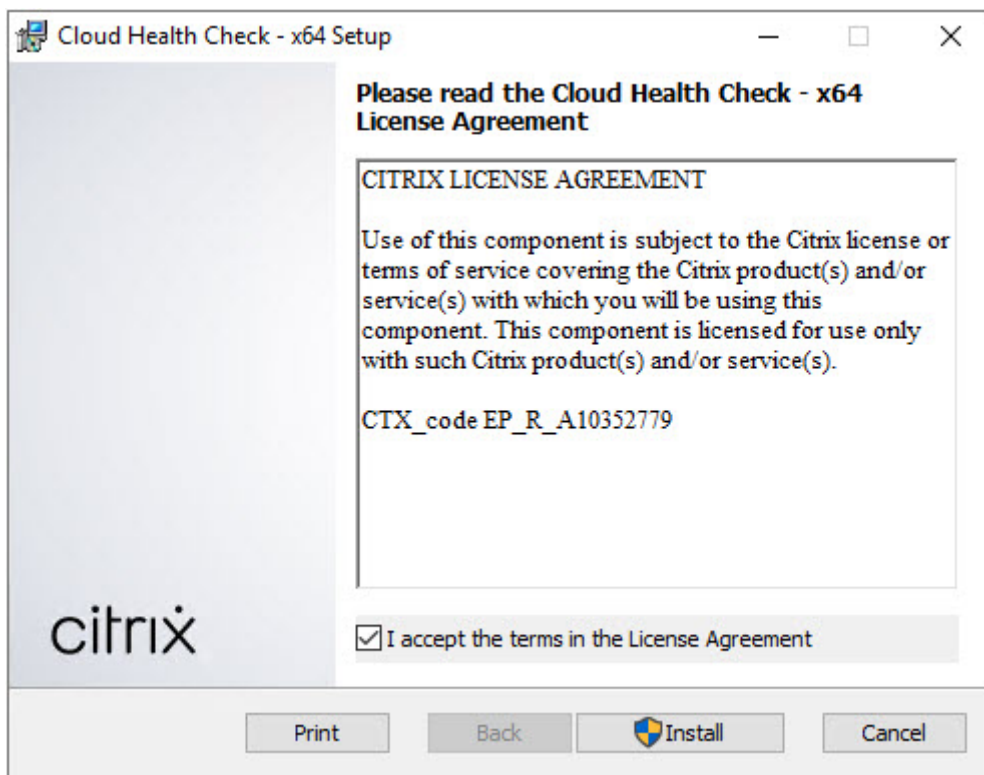 Cloud Health Check - x64 Setup
Please read the Cloud Health Check - x64
License Agreement
CITRIX LICENSE AGREEMENT
Use of this component is subject to the Citrix license or
terms of service covering the Citrix product(s) and/or
service(s) with which you will be using this
component. This component is licensed for use only
with such Citrix product(s) and/or service(s).
CTX_code EP_R_A10352779
citrix
I accept the terms in the License Agreement
Print
Back
Install
Cancel